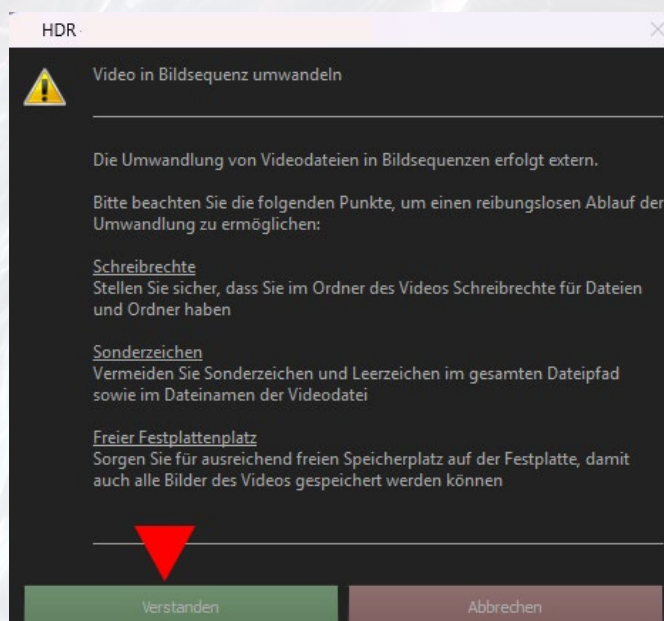 HDR
Video in Bildsequenz umwandeln
Die Umwandlung von Videodateien in Bildsequenzen erfolgt extern.
Bitte beachten Sie die folgenden Punkte, um einen reibungslosen Ablauf der
Umwandlung zu ermöglichen:
Schreibrechte
Stellen Sie sicher, dass Sie im Ordner des Videos Schreibrechte für Dateien
und Ordner haben
Sonderzeichen
Vermeiden Sie Sonderzeichen und Leerzeichen im gesamten Dateipfad
sowie im Dateinamen der Videodatei
Freier Festplattenplatz
Sorgen Sie für ausreichend freien Speicherplatz auf der Festplatte, damit
auch alle Bilder des Videos gespeichert werden können
Verstanden
Abbrechen